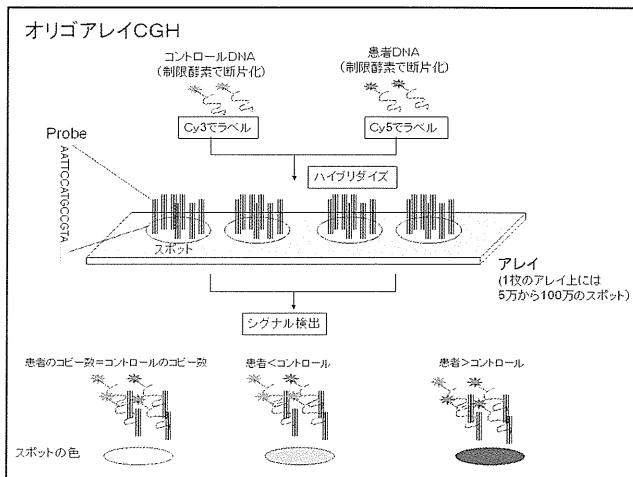 オリゴアレイCGH
コントロールDNA
(制限酵素で断片化)
患者DNA
(制限酵素で断片化)
Cy3でラベル
Cy5でラベル
Probe
AATTCCATGCCGTA
ハイブリダイズ
スポット
アレイ
(1枚のアレイ上には
5万から100万のスポット)
シグナル検出
患者のコピー数=コントロールのコピー数
患者<コントロール
患者>コントロール
スポットの色